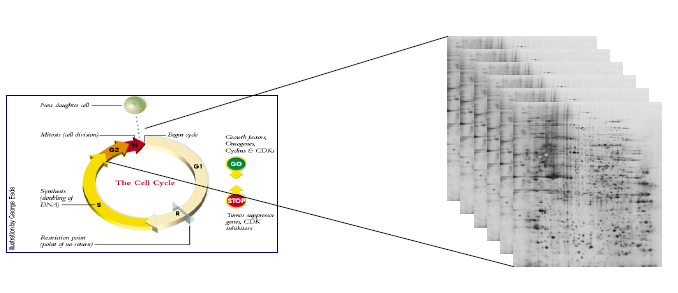 New daughter cell
Mitosis (cell division)
Begin cycle
M
G2
G1
The Cell Cycle
S
R
Synthesis
(doubling of
DNA)
Restriction point
(point of no return)
Growth factors,
Oncogenes,
Cyclins & CDKs
GO
STOP
Tumor suppressor
genes, CDK
inhibitors
Illustration by George Eade